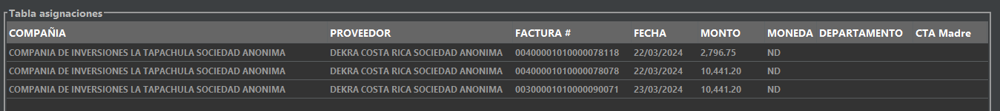 Tabla asignaciones
COMPAÑIA PROVEEDOR FACTURA # FECHA MONTO MONEDA DEPARTAMENTO CTA Madre
COMPANIA DE INVERSIONES LA TAPACHULA SOCIEDAD ANONIMA DEKRA COSTA RICA SOCIEDAD ANONIMA 00400001010000078118 22/03/2024 2,796.75 ND
COMPANIA DE INVERSIONES LA TAPACHULA SOCIEDAD ANONIMA DEKRA COSTA RICA SOCIEDAD ANONIMA 00400001010000078078 22/03/2024 10,441.20 ND
COMPANIA DE INVERSIONES LA TAPACHULA SOCIEDAD ANONIMA DEKRA COSTA RICA SOCIEDAD ANONIMA 00300001010000090071 23/03/2024 10,441.20 ND